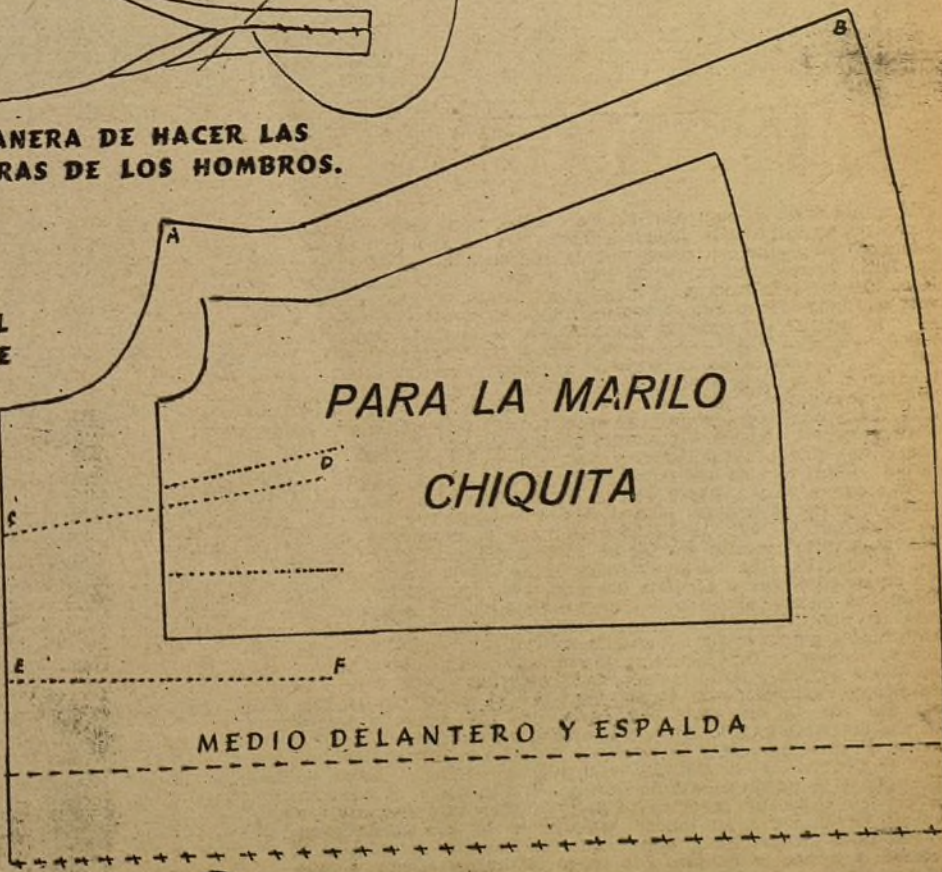 ANERA DE HACER LAS
RAS DE LOS HOMBROS.
B
A
L
E
PARA LA MARILO
CHIQUITA
D
C
E F
MEDIO DELANTERO Y ESPALDA